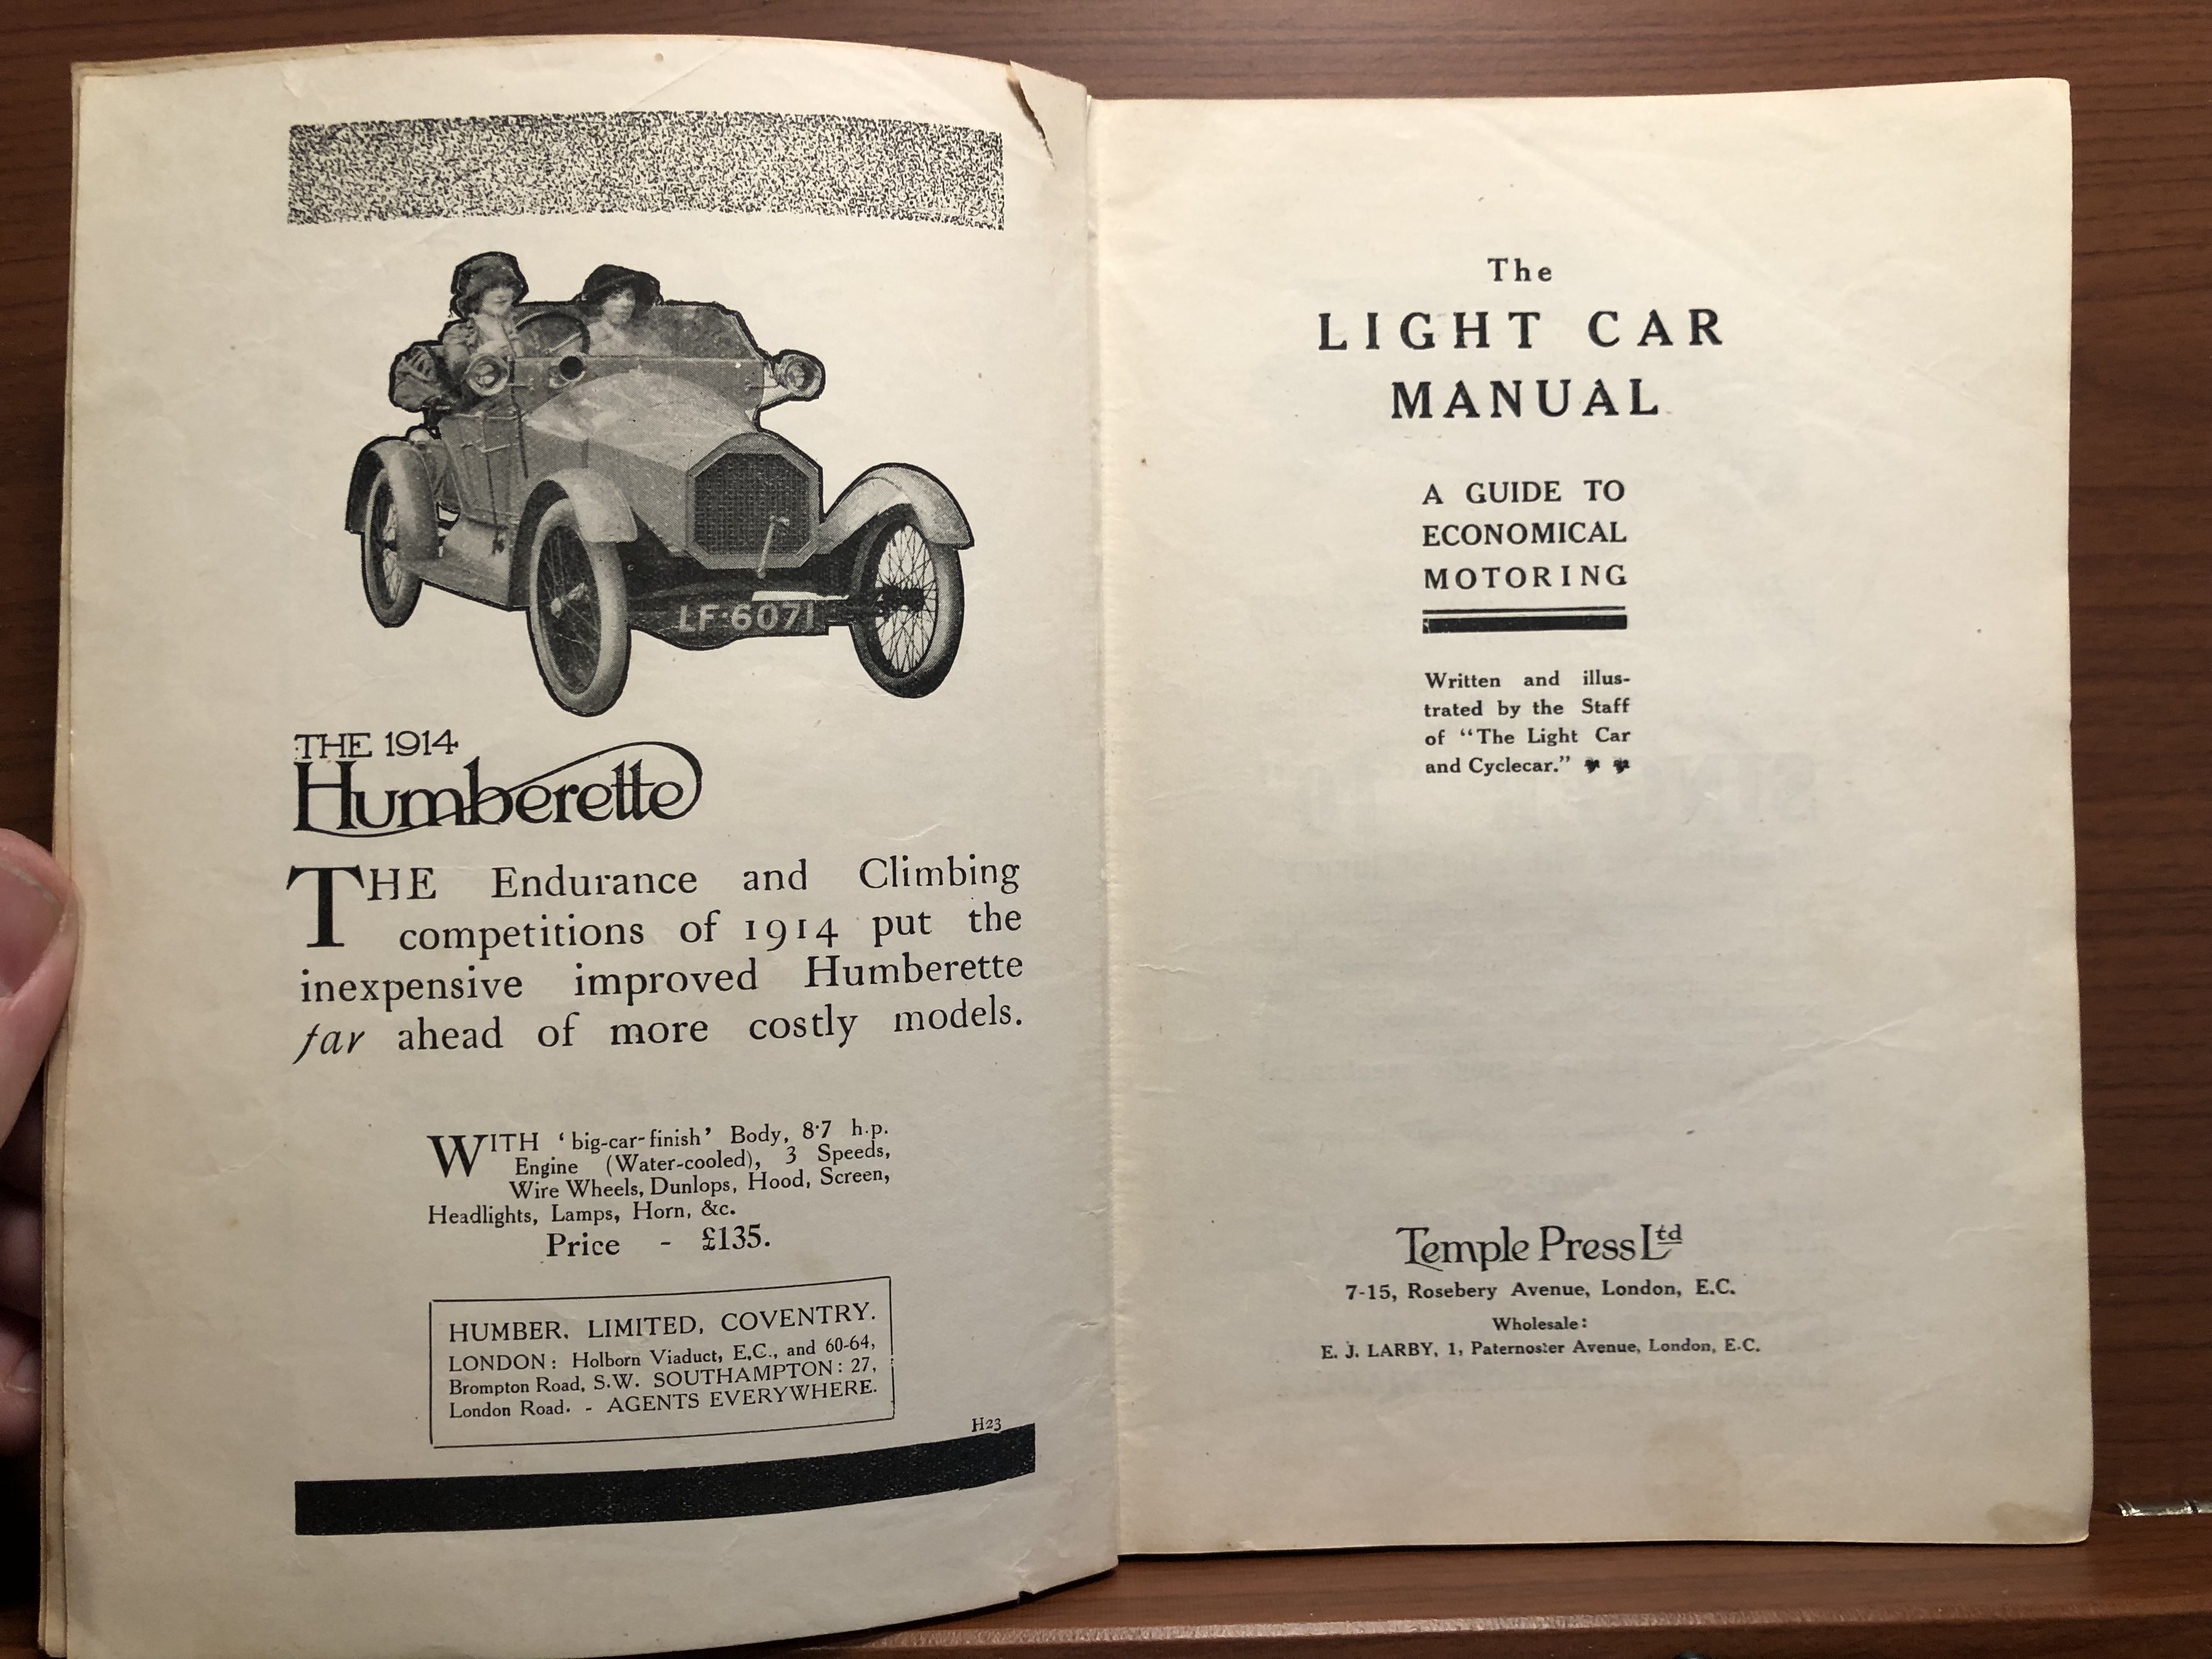 LF·6071
THE 1914
Humberette
THE Endurance and Climbing
competitions of 1914 put the
inexpensive improved Humberette
far ahead of more costly models.
WITH ‘big-car-finish’ Body, 8·7 h.p.
Engine (Water-cooled), 3 Speeds,
Wire Wheels, Dunlops, Hood, Screen,
Headlights, Lamps, Horn, &c.
Price - £135.
HUMBER, LIMITED, COVENTRY.
LONDON: Holborn Viaduct, E.C., and 60-64,
Brompton Road, S.W. SOUTHAMPTON: 27,
London Road. - AGENTS EVERYWHERE.
H23
The
LIGHT CAR
MANUAL
A GUIDE TO
ECONOMICAL
MOTORING
Written and illus-
trated by the Staff
of “The Light Car
and Cyclecar.”
Temple Press Ltd
7-15, Rosebery Avenue, London, E.C.
Wholesale:
E. J. LARBY, 1, Paternoster Avenue, London, E.C.